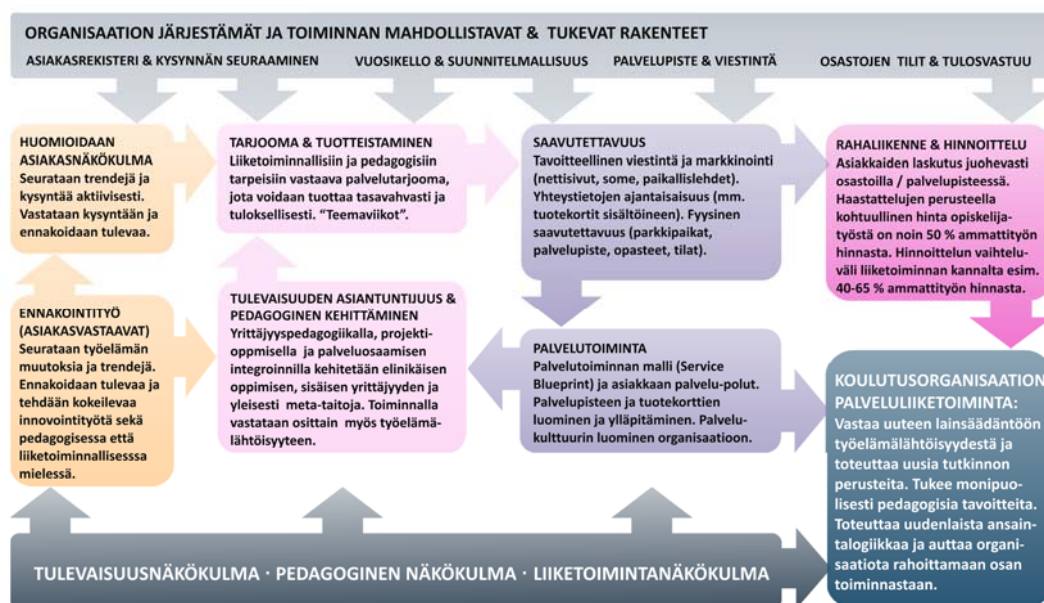 ORGANISAATION JÄRJESTÄMÄT JA TOIMINNAN MAHDOLLISTAVAT & TUKEVAT RAKENTEET
ASIAKASREKISTERI & KYSYNNÄN SEURAAMINEN
VUOSIKELLO & SUUNNITELMALLISUUS
PALVELUPISTE & VIESTINTÄ
OSASTOJEN TILIT & TULOSVASTUU
HUOMIOIDAAN
ASIAKASNÄKÖKULMA
Seurataan trendejä ja
kysyntää aktiivisesti.
Vastataan kysyntään ja
ennakoidaan tulevaa.
TARJOOMA & TUOTTEISTAMINEN
Liiketoiminnallisiin ja pedagogisiin
tarpeisiin vastaava palvelutarjooma,
jota voidaan tuottaa tasavahvasti ja
tuloksellisesti. “Teemaviikot”.
SAAVUTETTAVUUS
Tavoitteellinen viestintä ja markkinointi
(nettisivut, some, paikallislehdet).
Yhteystietojen ajantaisaisuus (mm.
tuotekortit sisältöineen). Fyysinen
saavutettavuus (parkkipaikat,
palvelupiste, opasteet, tilat).
RAHALIIKENNE & HINNOITTELU
Asiakkaiden laskutus juohevasti
osastoilla / palvelupisteessä.
Haastattelujen perusteella
kohtuullinen hinta opiskelija-
työstä on noin 50 % ammattityön
hinnasta. Hinnoittelun vaihtelu-
väli liiketoiminnan kannalta esim.
40-65 % ammattityön hinnasta.
ENNAKOINTITYÖ
(ASIAKASVASTAAVAT)
Seurataan työelämän
muutoksia ja trendejä.
Ennakoidaan tulevaa ja
tehdään kokeilevaa
innovointityötä sekä
pedagogisessa että
liiketoiminnallisesssa
mielessä.
TULEVAISUUDEN ASIANTUNTIJUUS &
PEDAGOGINEN KEHITTÄMINEN
Yrittäjyyspedagogiikalla, projekti-
oppmisella ja palveluosaamisen
integroinnilla kehitetään elinikäisen
oppimisen, sisäisen yrittäjyyden ja
yleisesti meta-taitoja. Toiminnalla
vastataan osittain myös työelämä-
lähtöisyyteen.
PALVELUTOIMINTA
Palvelutoiminnan malli (Service
Blueprint) ja asiakkaan palvelu-polut.
Palvelupisteen ja tuotekorttien
luominen ja ylläpitäminen. Palvelu-
kulttuurin luominen organisaatioon.
KOULUTUSORGANISAATION
PALVELULIIKETOIMINTA:
Vastaa uuteen lainsäädäntöön
työelämälähtöisyydestä ja
toteuttaa uusia tutkinnon
perusteita. Tukee monipuo-
lisesti pedagogisia tavoitteita.
Toteuttaa uudenlaista ansain-
talogiikkaa ja auttaa organi-
saatiota rahoittamaan osan
toiminnastaan.
TULEVAISUUSNÄKÖKULMA · PEDAGOGINEN NÄKÖKULMA · LIIKETOIMINTANÄKÖKULMA